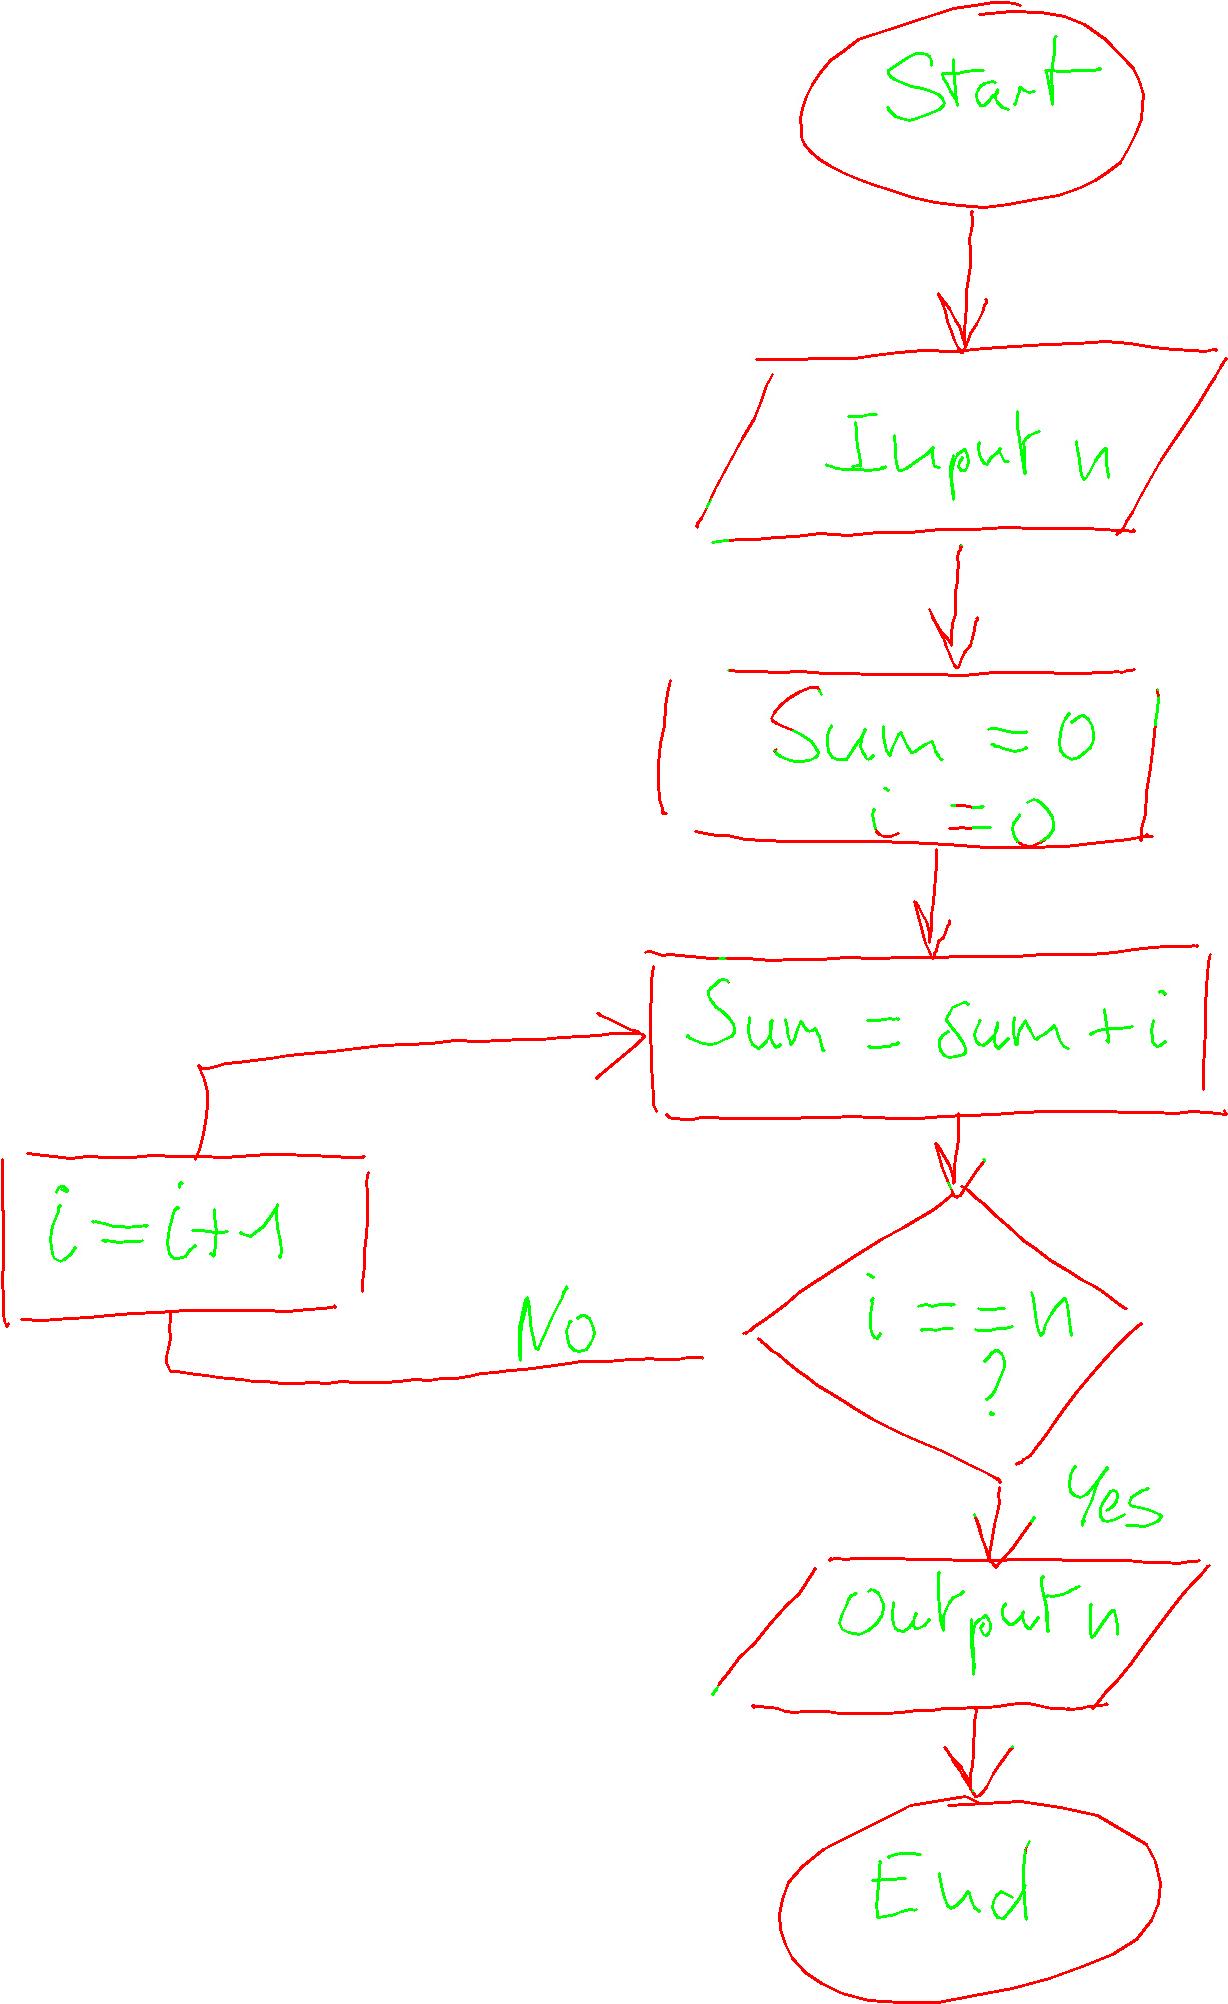 Start
Input n
Sum = 0
i = 0
Sum = sum + i
i = i + 1
No
i == n
?
Yes
Output n
End